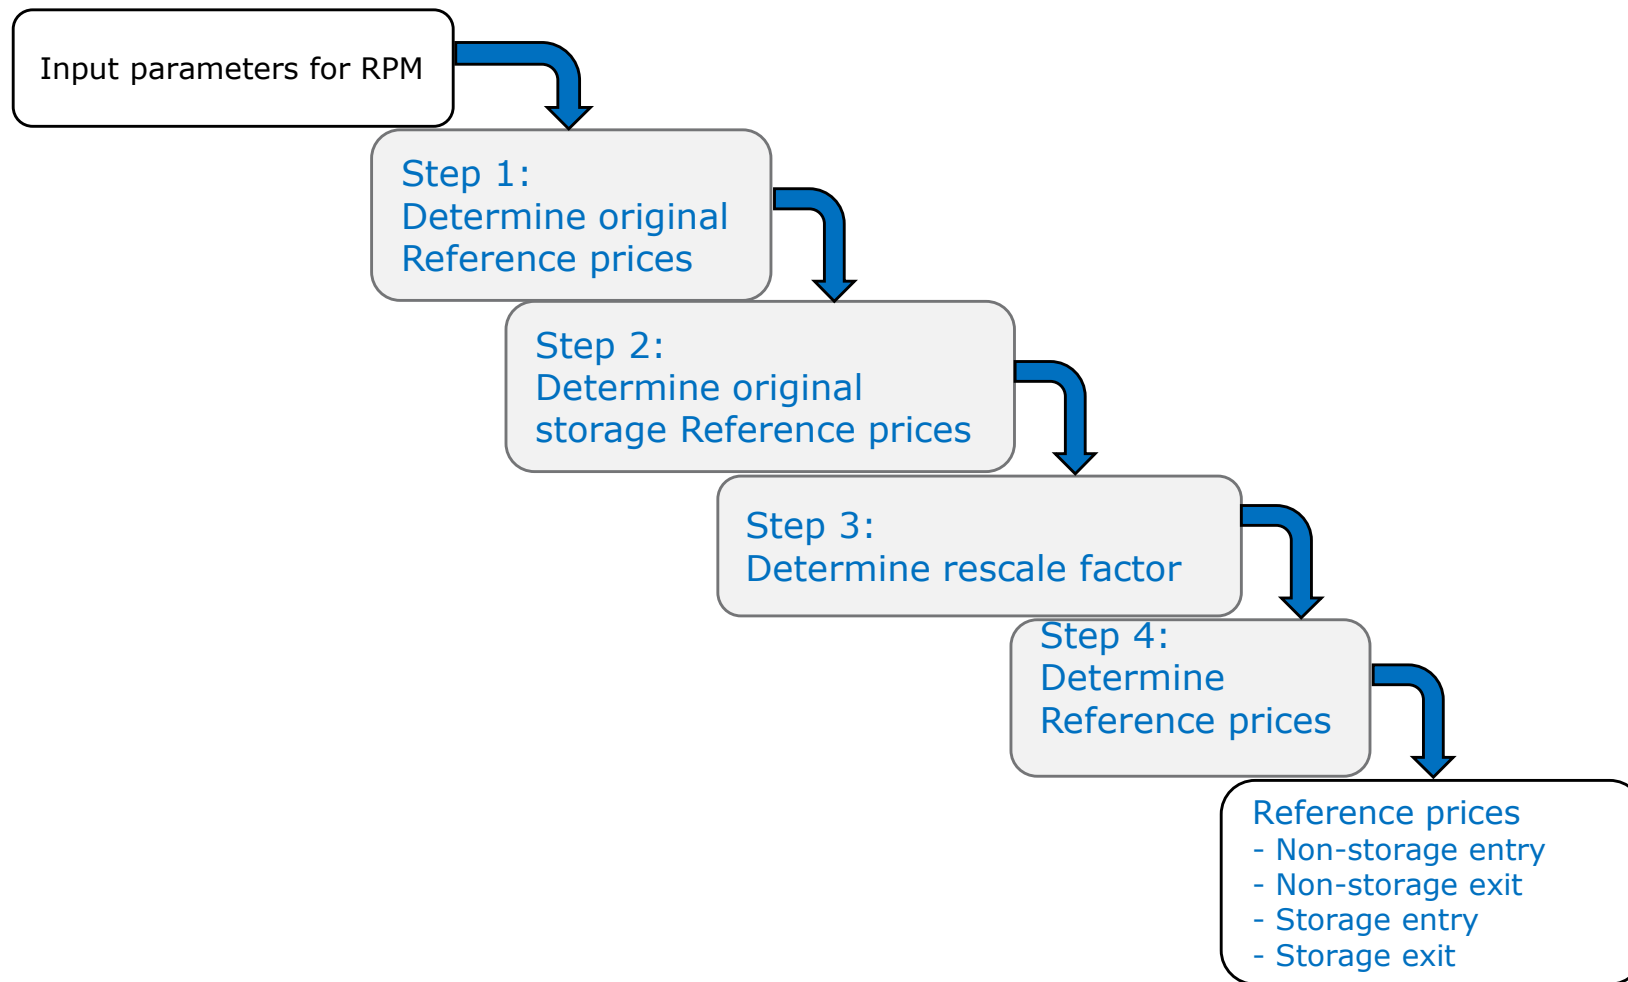 Input parameters for RPM
Step 1:
Determine original
Reference prices
Step 2:
Determine original
storage Reference prices
Step 3:
Determine rescale factor
Step 4:
Determine
Reference prices
Reference prices
- Non-storage entry
- Non-storage exit
- Storage entry
- Storage exit